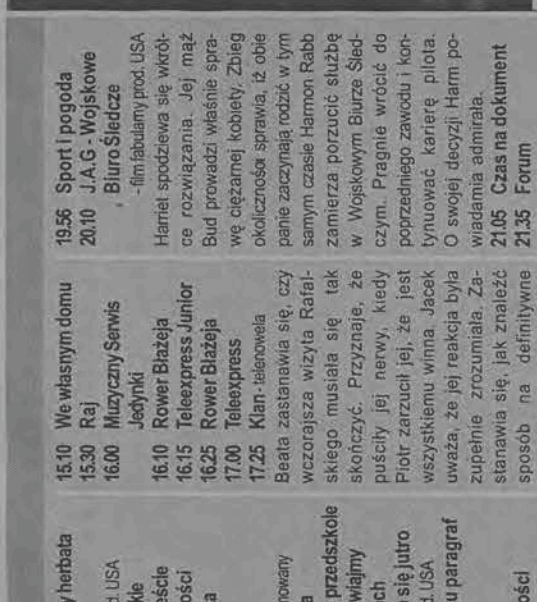 y herbata
d. USA
kie
eście
ości
a
nowany
a
przedszkole
wiajmy
ch
się jutro
d. USA
u paragraf
ości
15.10 We własnym domu
15.30 Raj
16.00 Muzyczny Serwis
Jedynki
16.10 Rower Błażeja
16.15 Teleexpress Junior
16.25 Rower Błażeja
17.00 Teleexpress
17.25 Klan - telenowela
Beata zastanawia się, czy
wczorajsza wizyta Rafal-
skiego musiała się tak
skończyć. Przyznaje, że
puściły jej nerwy, kiedy
Piotr zarzucił jej, że jest
wszystkiemu winna. Jacek
uważa, że jej reakcja była
zupełnie zrozumiała. Za-
stanawia się, jak znaleźć
sposób na definitywne
19.56 Sport i pogoda
20.10 J.A.G - Wojskowe
Biuro Śledcze
- film fabularny prod. USA
Harriet spodziewa się wkrót-
ce rozwiązania. Jej mąż
Bud prowadzi właśnie spra-
wę ciężarnej kobiety. Zbieg
okoliczności sprawia, iż obie
panie zaczynają rodzić w tym
samym czasie Harmon Rabb
zamierza porzucić służbę
w Wojskowym Biurze Śled-
czym. Pragnie wrócić do
poprzedniego zawodu i kon-
tynuować karierę pilota.
O swojej decyzji Harm po-
wiadamia admirała.
21.05 Czas na dokument
21.35 Forum